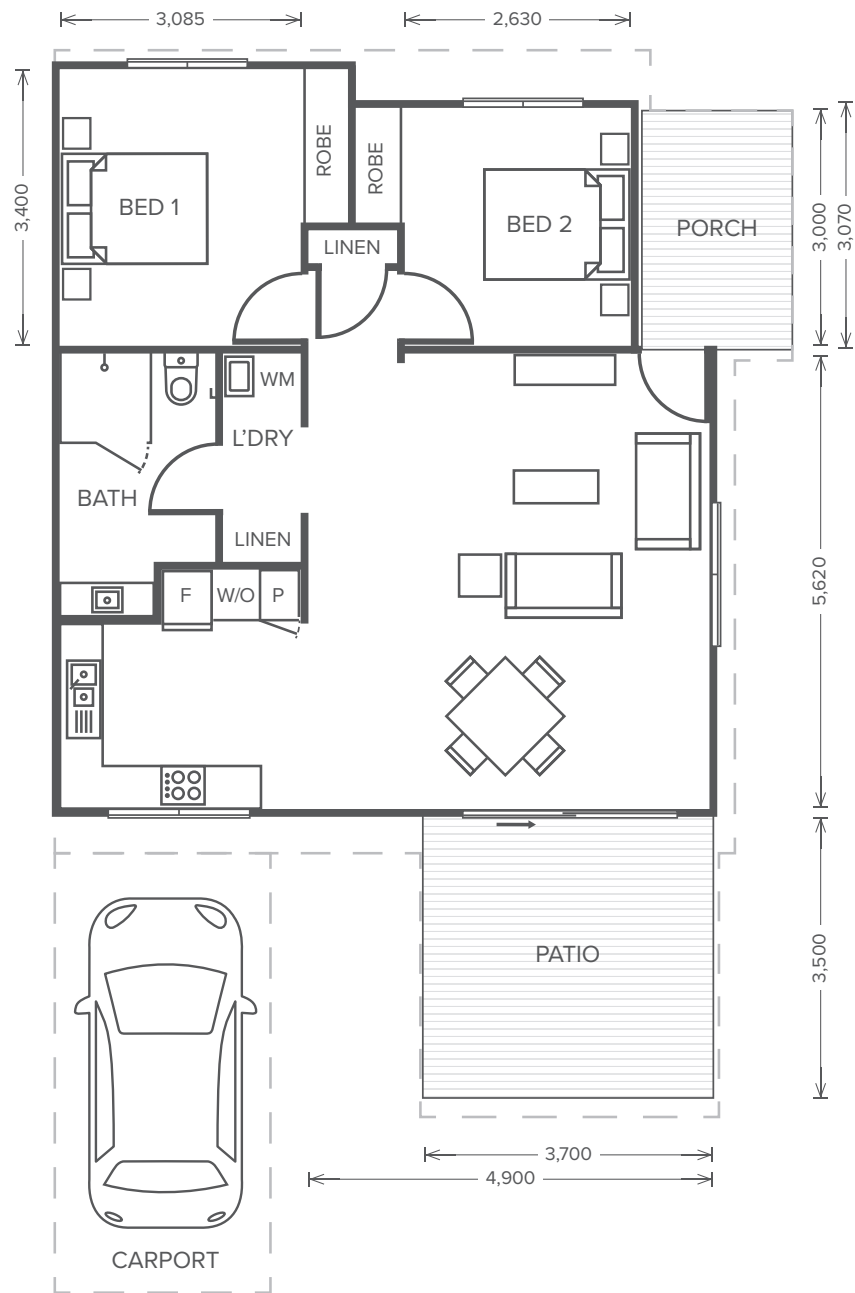 3,085
2,630
3,400
BED 1
ROBE
ROBE
BED 2
LINEN
PORCH
3,000
3,070
WM
L'DRY
BATH
LINEN
F
W/O
P
5,620
PATIO
3,500
3,700
4,900
CARPORT